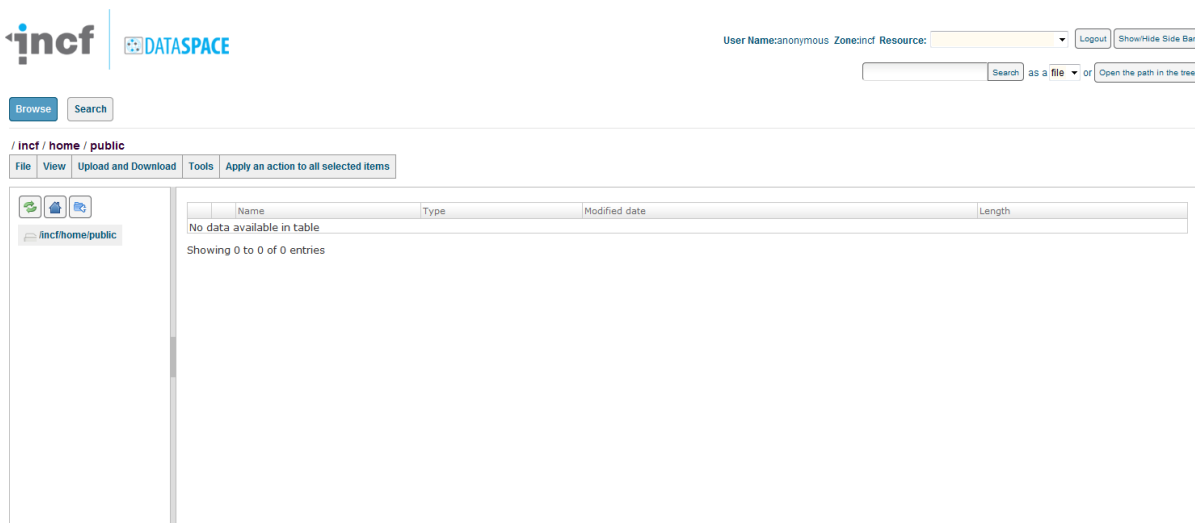 incf
DATASPACE
User Name:anonymous Zone:incf Resource:
Logout
Show/Hide Side Bar
Search as a file or Open the path in the tree
Browse Search
/ incf / home / public
File View Upload and Download Tools Apply an action to all selected items
/incf/home/public
Name Type Modified date Length
No data available in table
Showing 0 to 0 of 0 entries